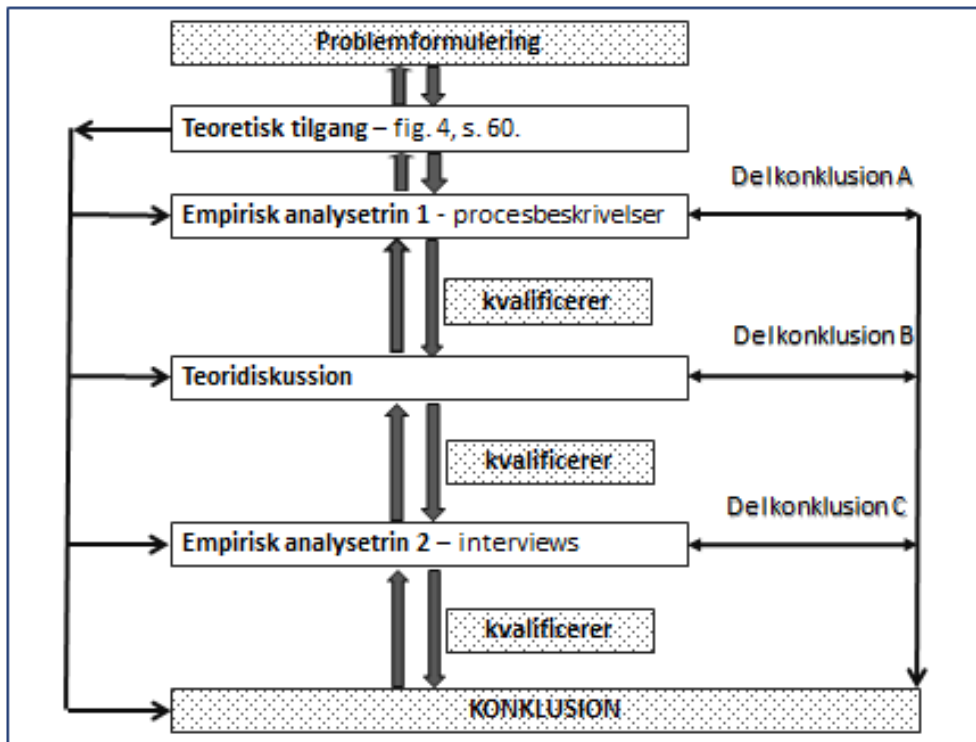 Problemformulering
Teoretisk tilgang – fig. 4, s. 60.
Delkonklusion A
Empirisk analysetrin 1 - procesbeskrivelser
kvalificerer
Delkonklusion B
Teoridiskussion
kvalificerer
Delkonklusion C
Empirisk analysetrin 2 – interviews
kvalificerer
KONKLUSION